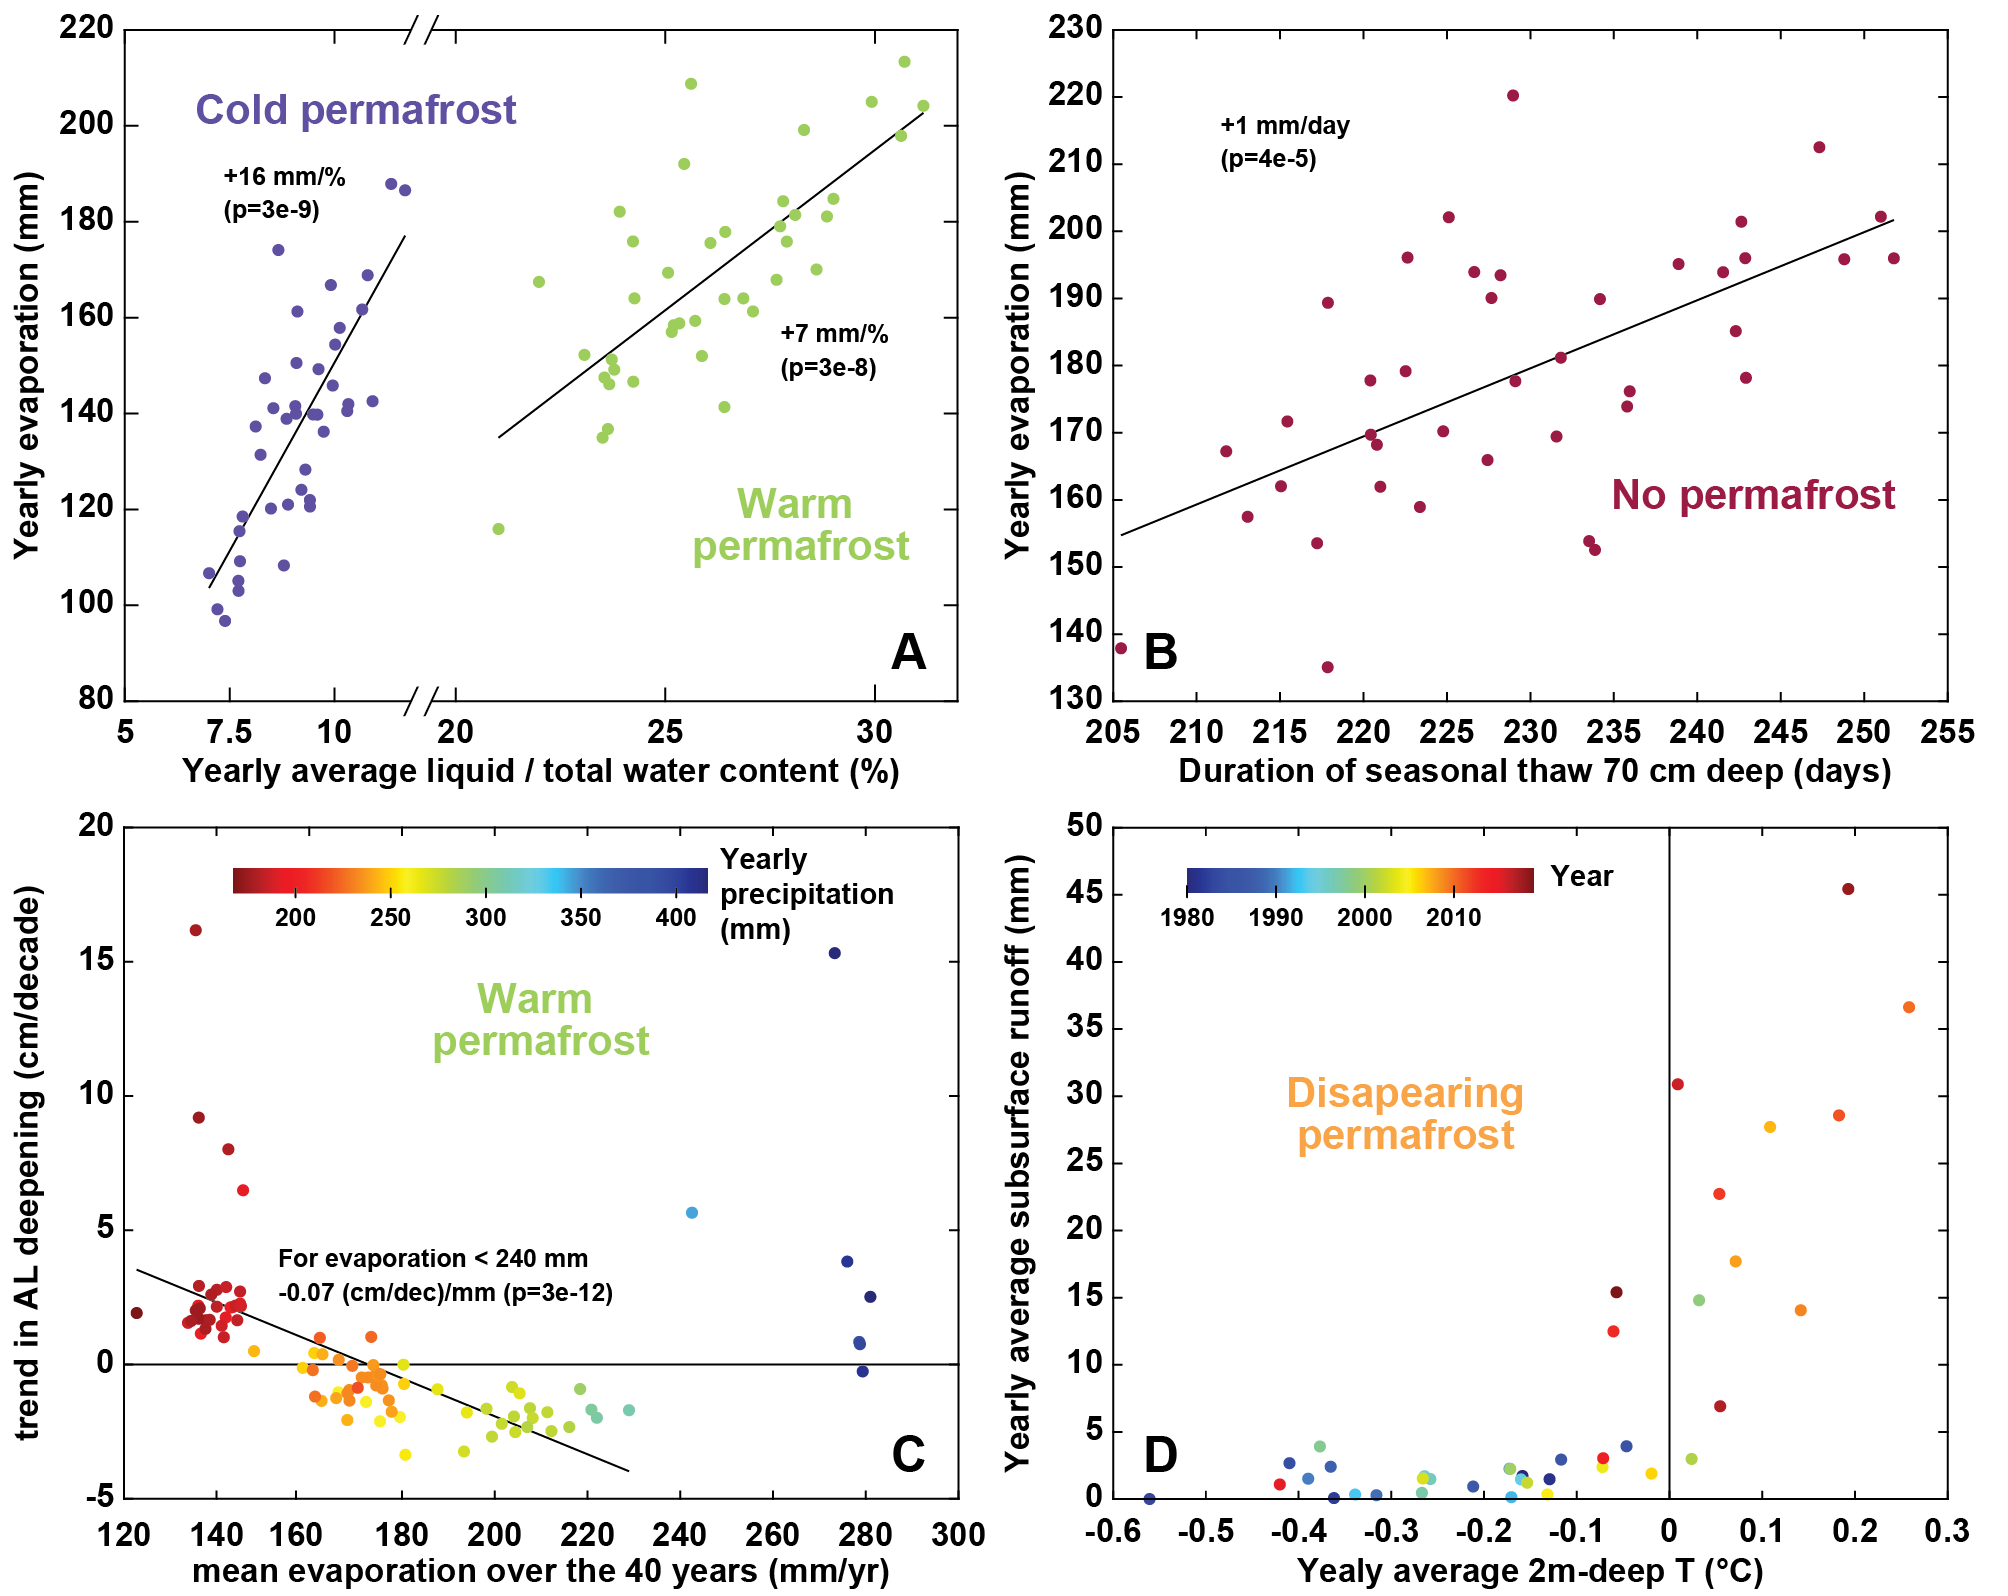 220
200
180
160
140
120
100
80
Yearly evaporation (mm)
Cold permafrost
+16 mm/%
(p=3e-9)
+7 mm/%
(p=3e-8)
Warm
permafrost
A
5 7.5 10 20 25 30
Yearly average liquid / total water content (%)
230
220
210
200
190
180
170
160
150
140
130
Yearly evaporation (mm)
+1 mm/day
(p=4e-5)
No permafrost
B
205 210 215 220 225 230 235 240 245 250 255
Duration of seasonal thaw 70 cm deep (days)
20
15
10
5
0
-5
trend in AL deepening (cm/decade)
Yearly
precipitation
(mm)
200 250 300 350 400
Warm
permafrost
For evaporation < 240 mm
-0.07 (cm/dec)/mm (p=3e-12)
C
120 140 160 180 200 220 240 260 280 300
mean evaporation over the 40 years (mm/yr)
50
45
40
35
30
25
20
15
10
5
0
Yearly average subsurface runoff (mm)
Year
1980 1990 2000 2010
Disapearing
permafrost
D
-0.6 -0.5 -0.4 -0.3 -0.2 -0.1 0 0.1 0.2 0.3
Yealy average 2m-deep T (°C)